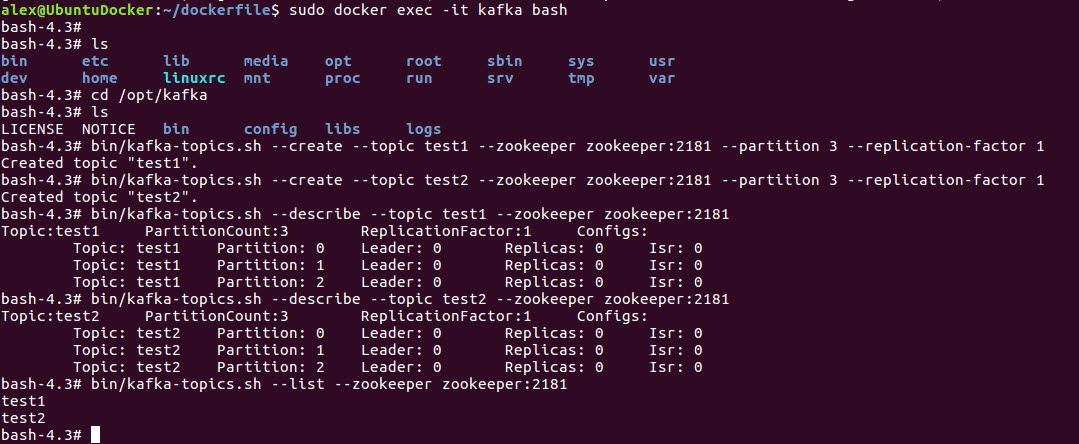 alex@UbuntuDocker:~/dockerfile$ sudo docker exec -it kafka bash
bash-4.3#
bash-4.3# ls
bin etc lib media opt root sbin sys usr
dev home linuxrc mnt proc run srv tmp var
bash-4.3# cd /opt/kafka
bash-4.3# ls
LICENSE NOTICE bin config libs logs
bash-4.3# bin/kafka-topics.sh --create --topic test1 --zookeeper zookeeper:2181 --partition 3 --replication-factor 1
Created topic "test1".
bash-4.3# bin/kafka-topics.sh --create --topic test2 --zookeeper zookeeper:2181 --partition 3 --replication-factor 1
Created topic "test2".
bash-4.3# bin/kafka-topics.sh --describe --topic test1 --zookeeper zookeeper:2181
Topic:test1 PartitionCount:3 ReplicationFactor:1 Configs:
Topic: test1 Partition: 0 Leader: 0 Replicas: 0 Isr: 0
Topic: test1 Partition: 1 Leader: 0 Replicas: 0 Isr: 0
Topic: test1 Partition: 2 Leader: 0 Replicas: 0 Isr: 0
bash-4.3# bin/kafka-topics.sh --describe --topic test2 --zookeeper zookeeper:2181
Topic:test2 PartitionCount:3 ReplicationFactor:1 Configs:
Topic: test2 Partition: 0 Leader: 0 Replicas: 0 Isr: 0
Topic: test2 Partition: 1 Leader: 0 Replicas: 0 Isr: 0
Topic: test2 Partition: 2 Leader: 0 Replicas: 0 Isr: 0
bash-4.3# bin/kafka-topics.sh --list --zookeeper zookeeper:2181
test1
test2
bash-4.3#